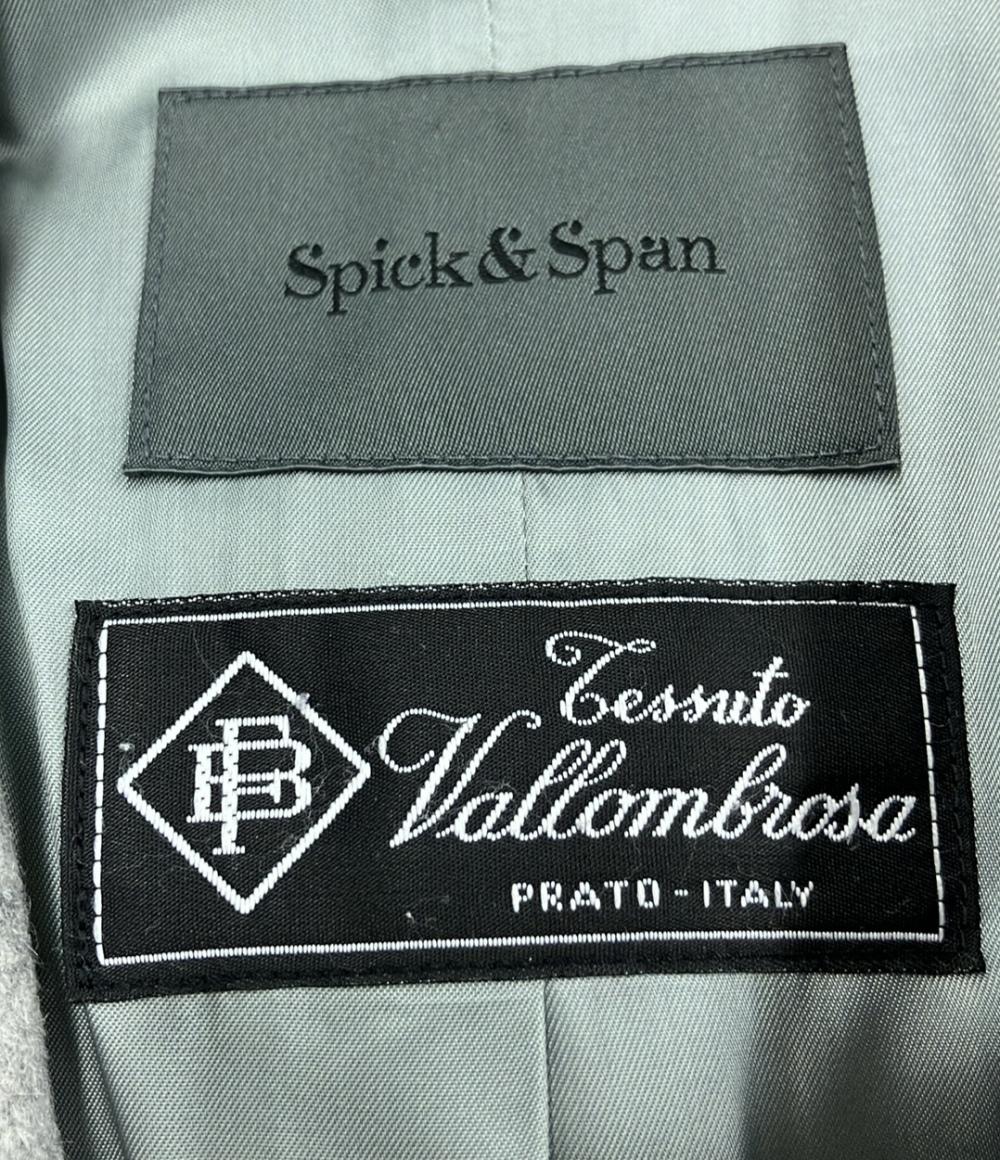 Spick&Span
Tessuto
Vallombrosa
PRATO-ITALY